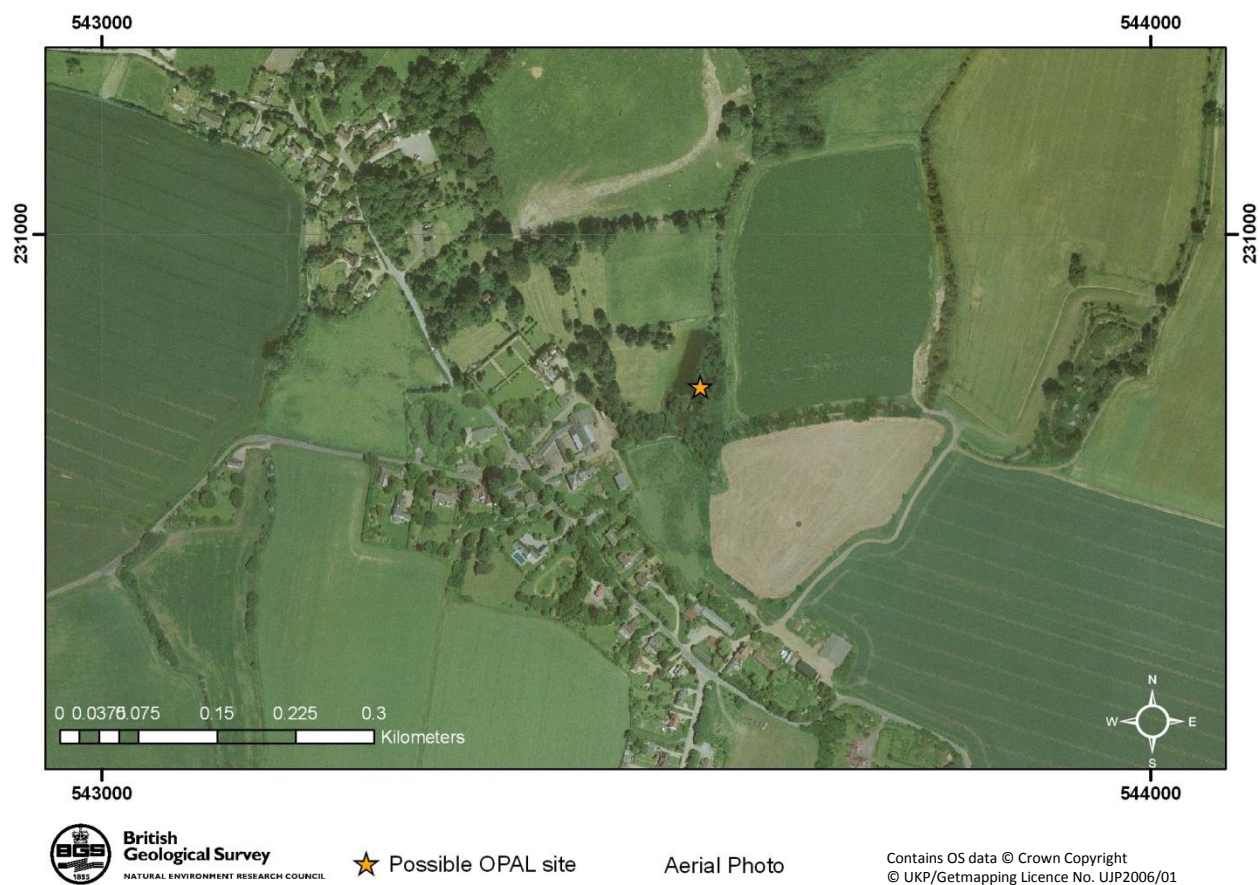 543000
544000
231000
231000
0 0.0375 0.075 0.15 0.225 0.3
Kilometers
N
W E
S
543000
544000
BGS
1835
British
Geological Survey
NATURAL ENVIRONMENT RESEARCH COUNCIL
Possible OPAL site
Aerial Photo
Contains OS data © Crown Copyright
© UKP/Getmapping Licence No. UJP2006/01